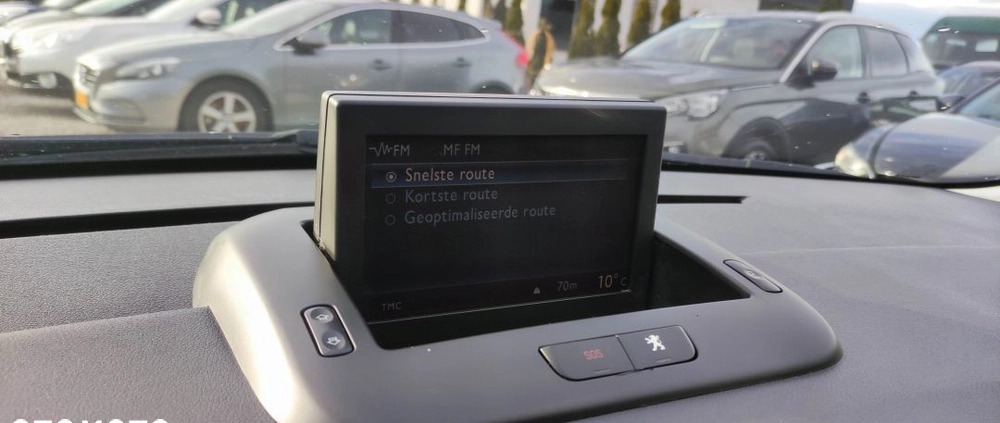 FM ..MF FM
Snelste route
Kortste route
Geoptimaliseerde route
70m 10°C
TMC
SOS